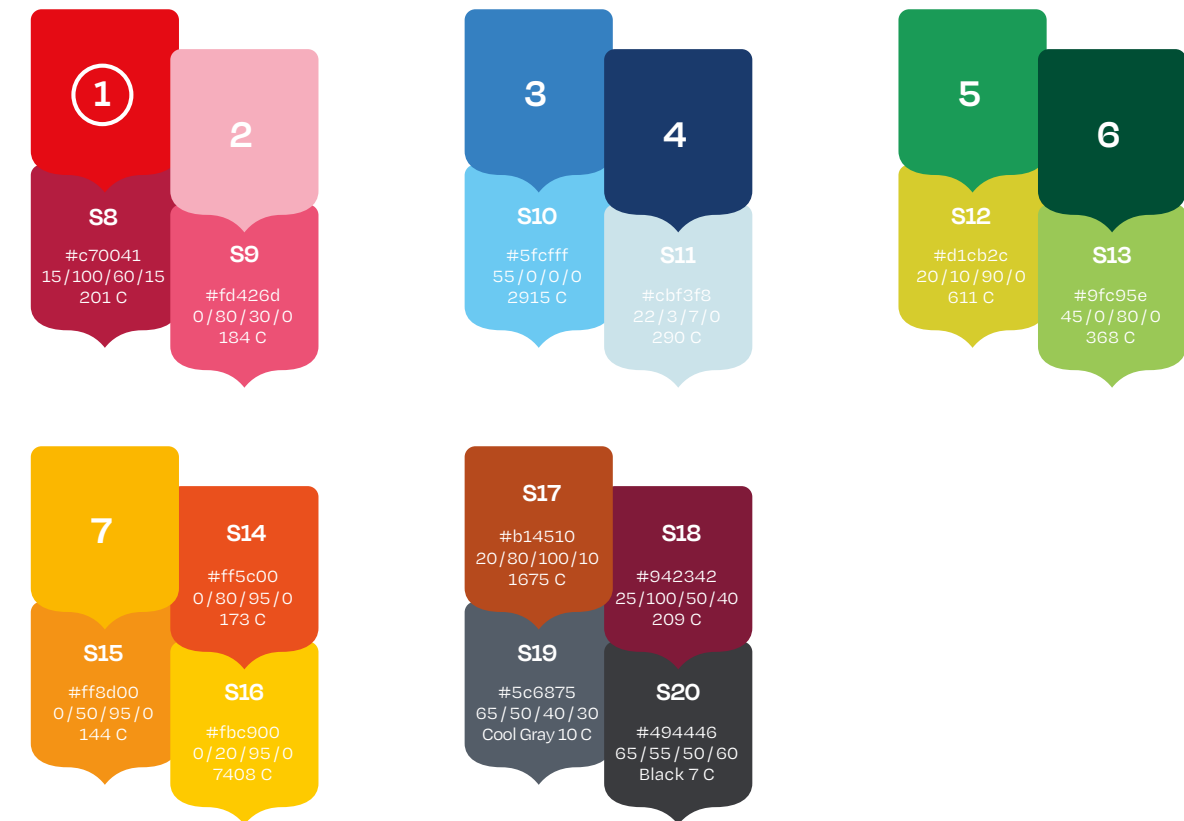 1
2
S8
#c70041
15/100/60/15
201 C
S9
#fd426d
0/80/30/0
184 C
3
4
S10
#5fcfff
55/0/0/0
2915 C
S11
#cbf3f8
22/3/7/0
290 C
5
6
S12
#d1cb2c
20/10/90/0
611 C
S13
#9fc95e
45/0/80/0
368 C
7
S14
#ff5c00
0/80/95/0
173 C
S15
#ff8d00
0/50/95/0
144 C
S16
#fbc900
0/20/95/0
7408 C
S17
#b14510
20/80/100/10
1675 C
S18
#942342
25/100/50/40
209 C
S19
#5c6875
65/50/40/30
Cool Gray 10 C
S20
#494446
65/55/50/60
Black 7 C